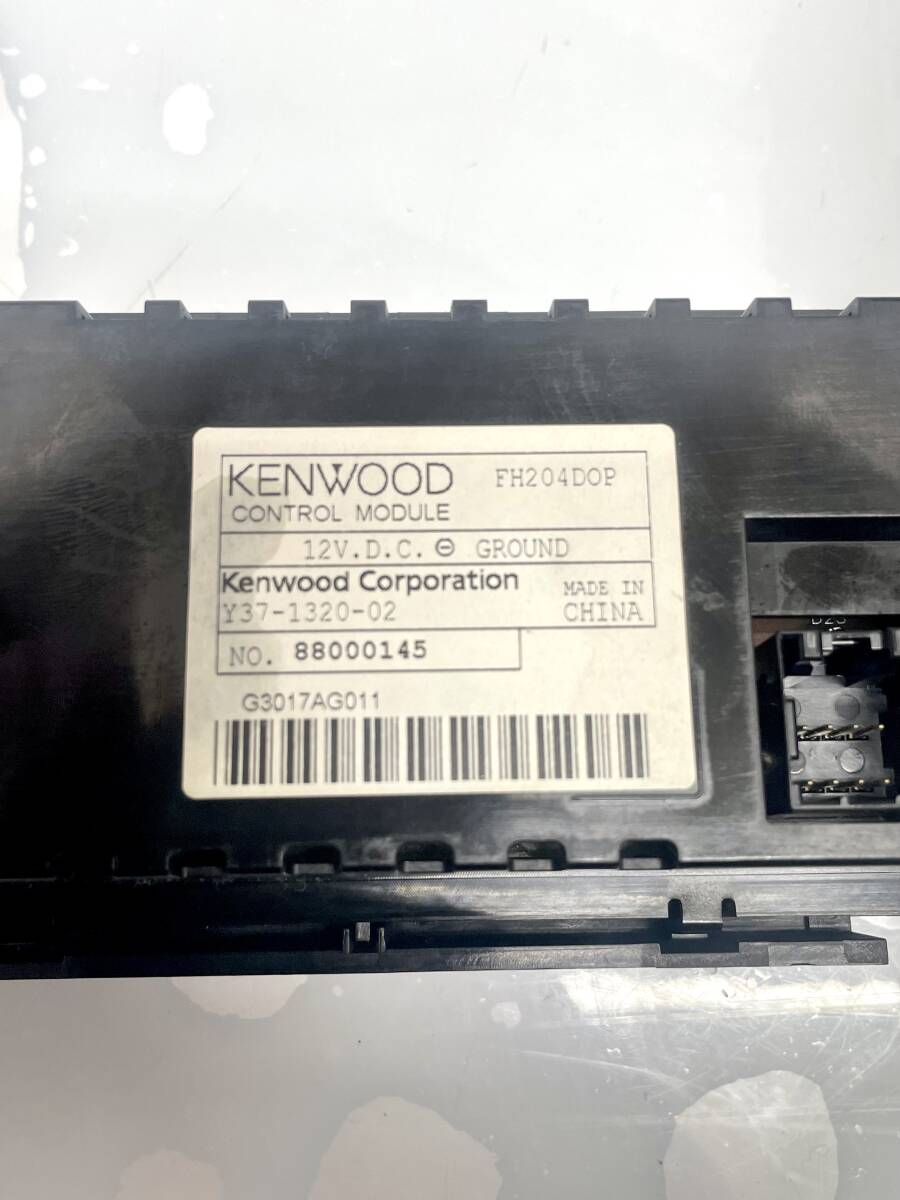 KENWOOD FH204DOP
CONTROL MODULE
12V.D.C. ⊖ GROUND
Kenwood Corporation MADE IN
Y37-1320-02 CHINA
NO. 88000145
G3017AG011